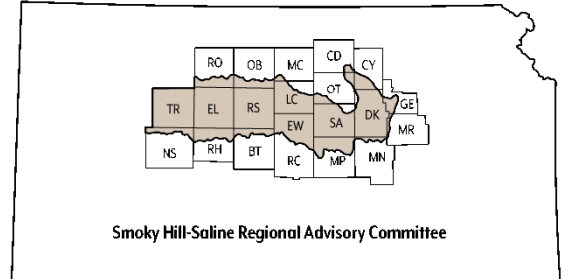 RO OB MC CD CY
OT
LC
TR EL RS GE
SA DK
EW MR
NS RH BT RC MP MN
Smoky Hill-Saline Regional Advisory Committee